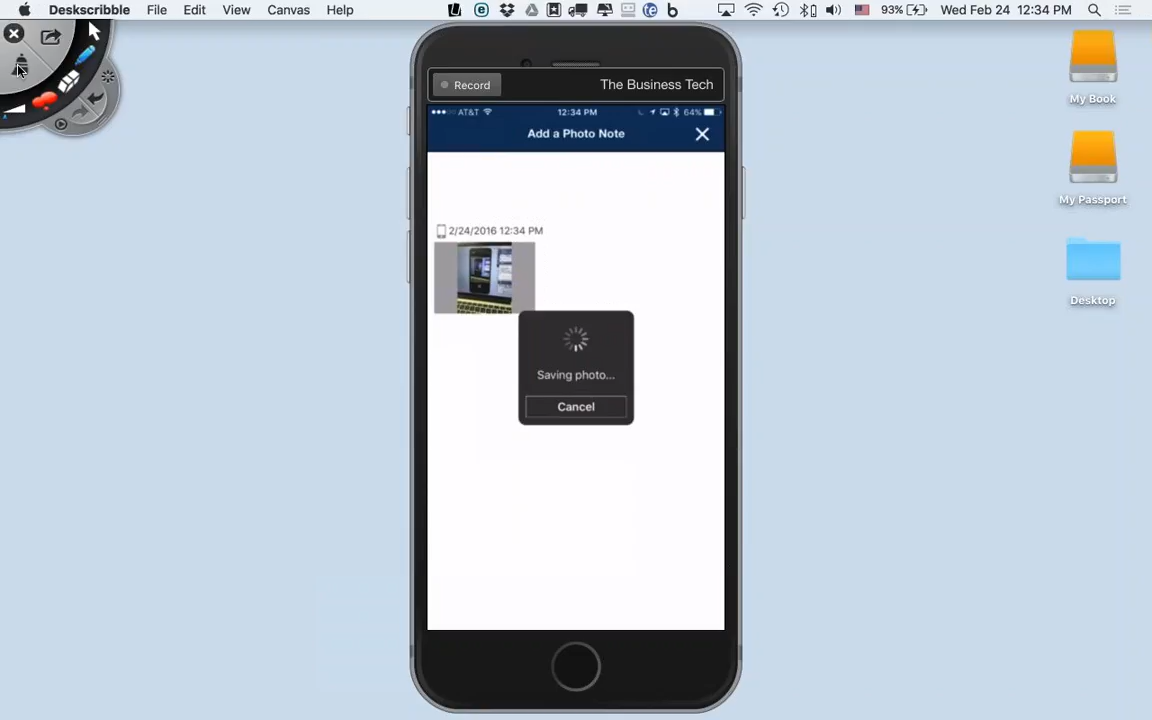 Deskscribble File Edit View Canvas Help 93% Wed Feb 24 12:34 PM
Record The Business Tech
AT&T 12:34 PM 64%
Add a Photo Note
2/24/2016 12:34 PM
Saving photo...
Cancel
My Book
My Passport
Desktop